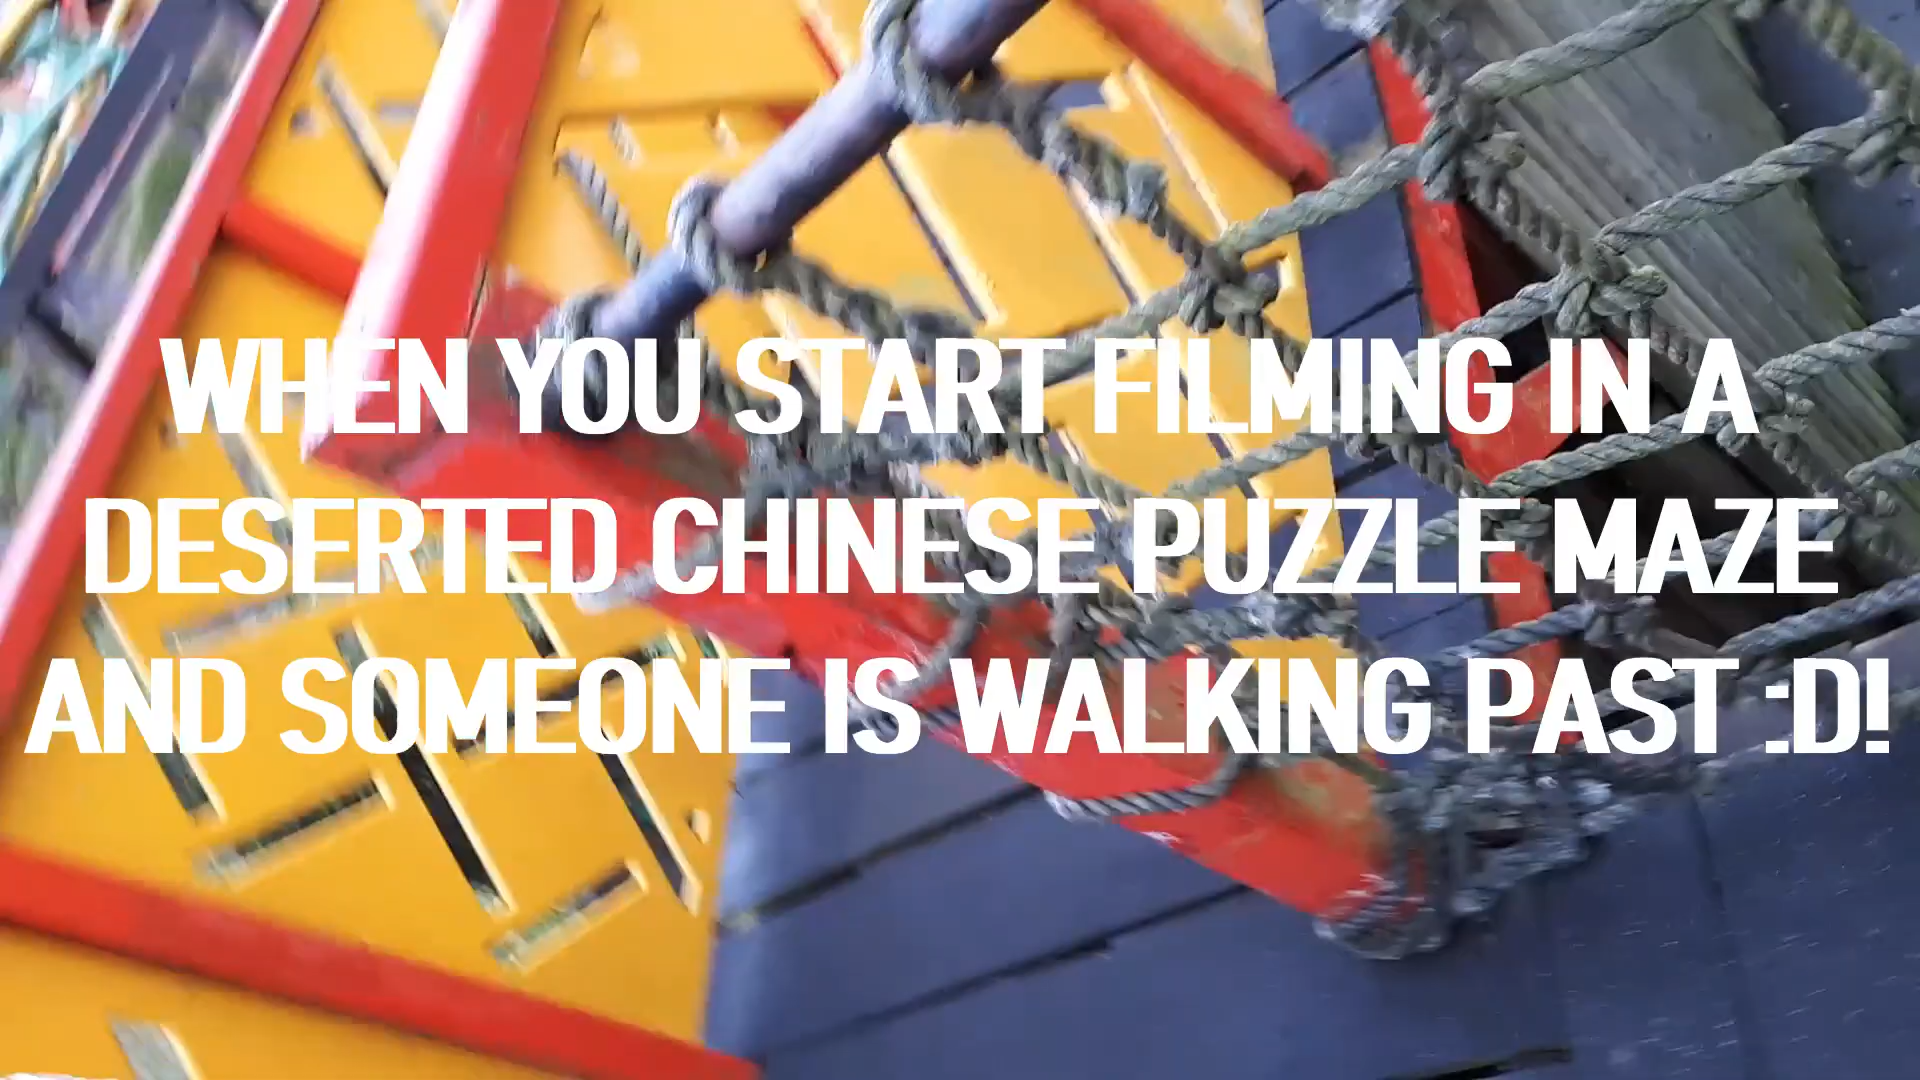 WHEN YOU START FILMING IN A
DESERTED CHINESE PUZZLE MAZE
AND SOMEONE IS WALKING PAST :D!